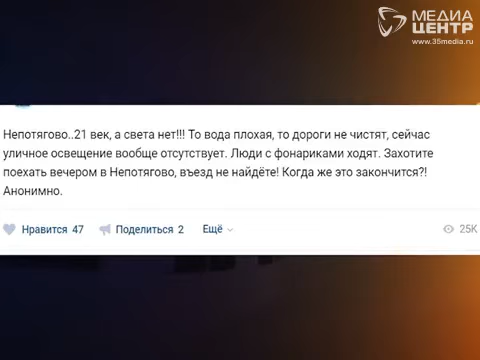 МЕДИА
ЦЕНТР
www.35media.ru
Непотягово..21 век, а света нет!!! То вода плохая, то дороги не чистят, сейчас
уличное освещение вообще отсутствует. Люди с фонариками ходят. Захотите
поехать вечером в Непотягово, въезд не найдёте! Когда же это закончится?!
Анонимно.
Нравится 47 Поделиться 2 Ещё 25K